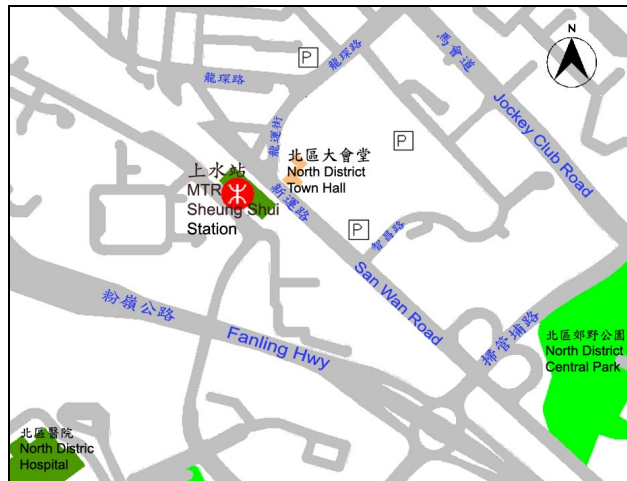 N
P
龍琛路
龍琛路
馬會道
Jockey Club Road
龍運街
P
北區大會堂
North District
Town Hall
上水站
MTR
Sheung Shui
Station
新運路
P
智昌路
San Wan Road
粉嶺公路
Fanling Hwy
掃管埔路
北區郊野公園
North District
Central Park
北區醫院
North Distric
Hospital